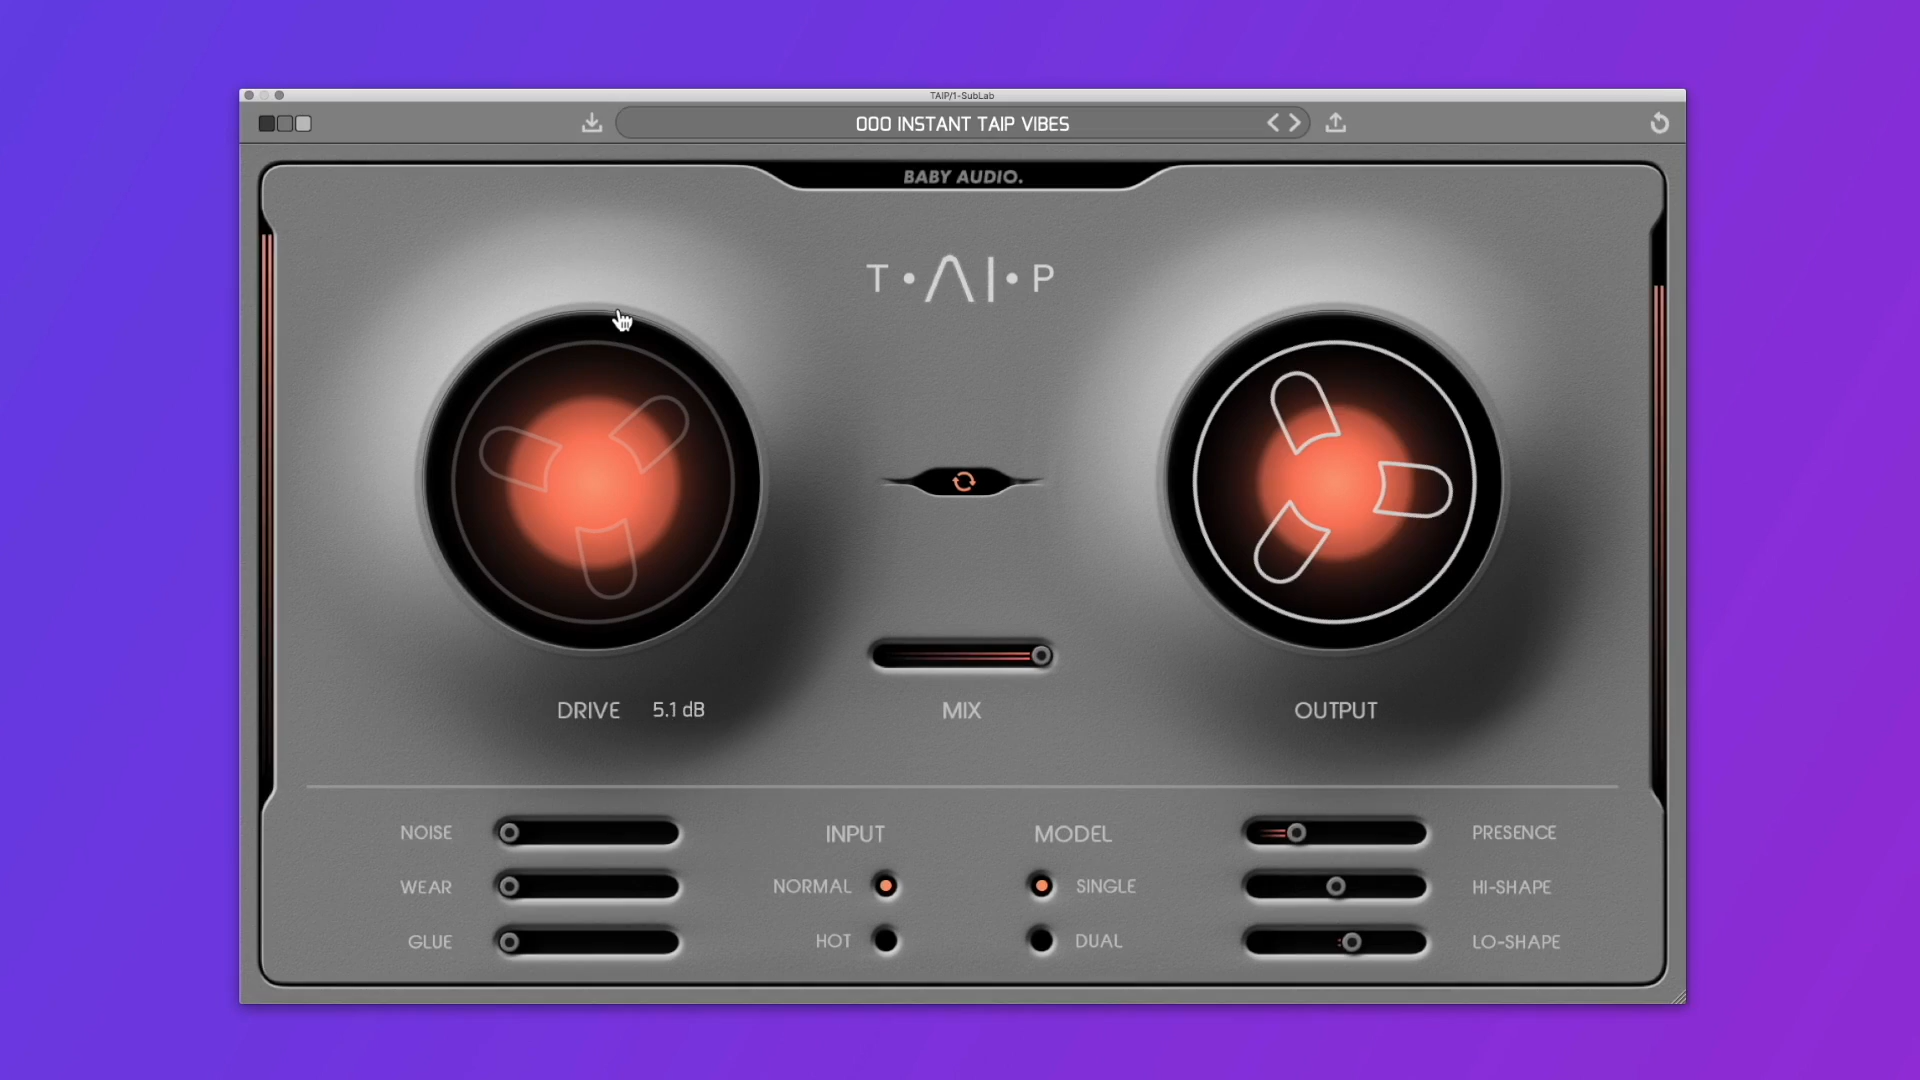 TAIP/1-SubLab
000 INSTANT TAIP VIBES
BABY AUDIO.
T•AI•P
DRIVE 5.1 dB
MIX
OUTPUT
NOISE
WEAR
GLUE
INPUT
NORMAL
HOT
MODEL
SINGLE
DUAL
PRESENCE
HI-SHAPE
LO-SHAPE